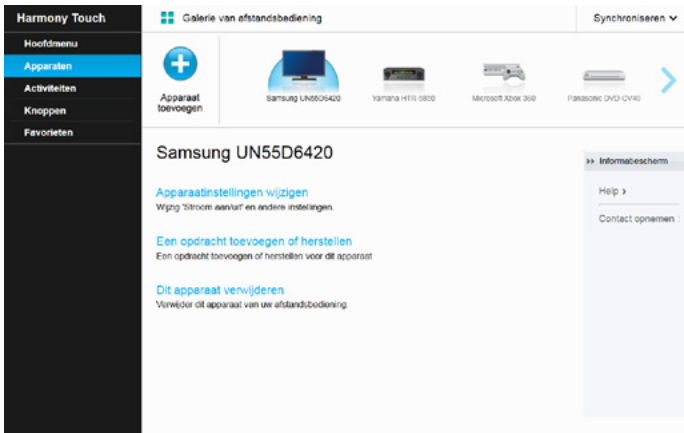 Harmony Touch
Galerie van afstandsbediening
Synchroniseren
Hoofdmenu
Apparaten
Activiteiten
Knoppen
Favorieten
Apparaat
toevoegen
Samsung UN55D6420
Yamaha HTR-5850
Microsoft Xbox 360
Panasonic DVD-CV40
Samsung UN55D6420
Apparaatinstellingen wijzigen
Wijzig 'Stroom aan/uit' en andere instellingen.
Een opdracht toevoegen of herstellen
Een opdracht toevoegen of herstellen voor dit apparaat
Dit apparaat verwijderen
Verwijder dit apparaat van uw afstandsbediening.
Informatiescherm
Help
Contact opnemen